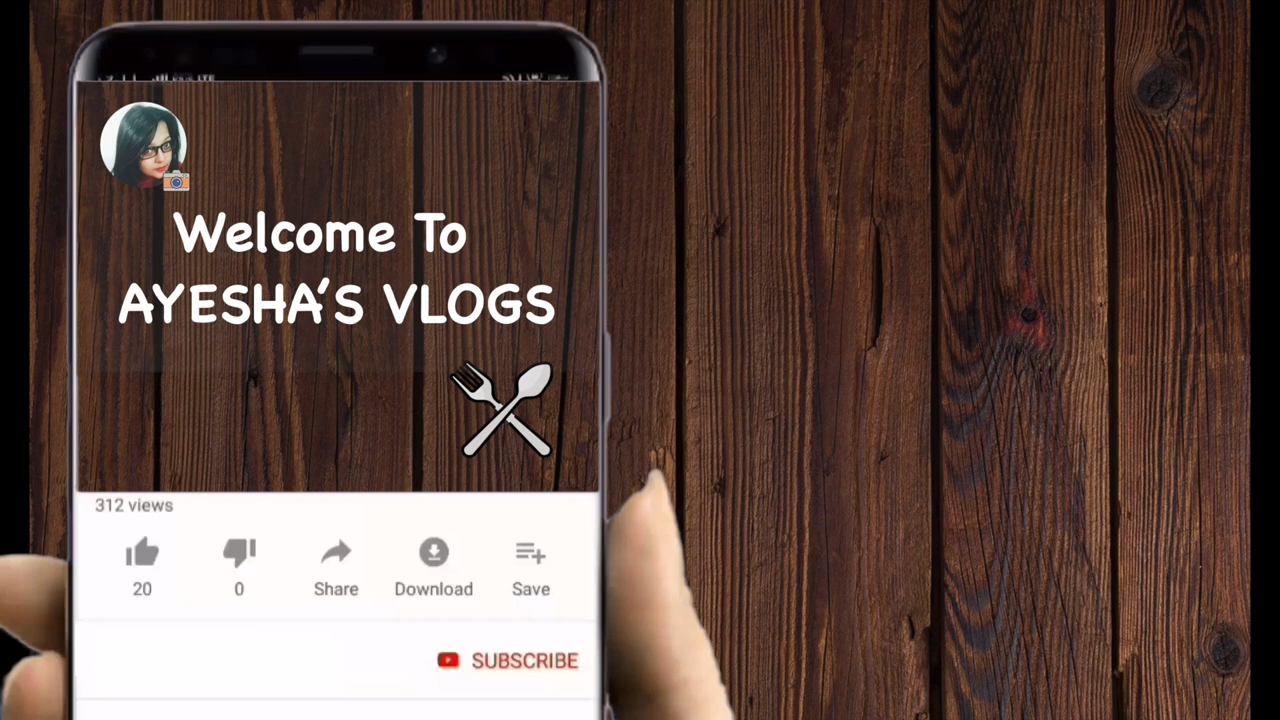 Welcome To
AYESHA'S VLOGS
312 views
20
0
Share
Download
Save
SUBSCRIBE